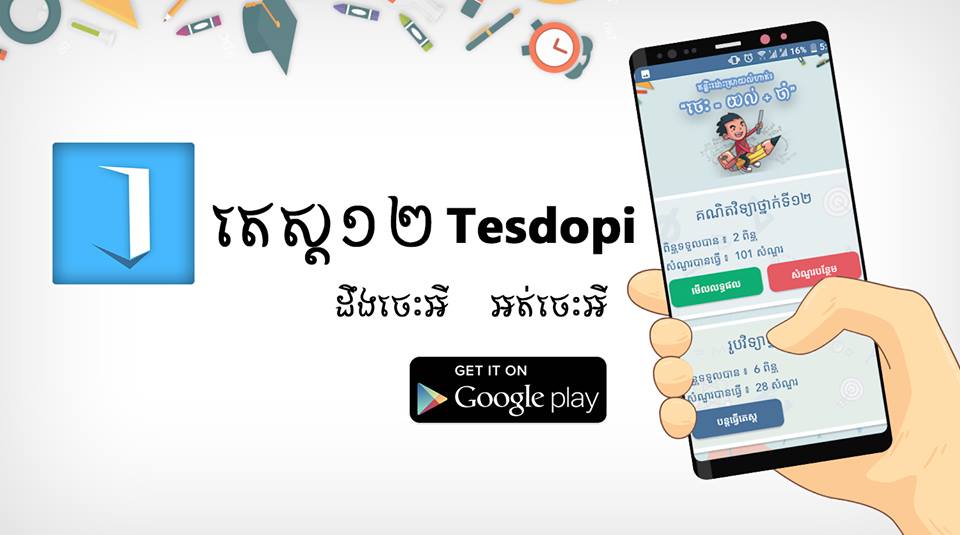 តេស្ត១២ Tesdopi
ដឹងចេះអី អត់ចេះអី
GET IT ON
Google play
16%
"ចេះ - យល់ + ចាំ"
គណិតវិទ្យាថ្នាក់ទី១២
ពិន្ទុទទួលបាន ៖ 2 ពិន្ទុ
សំណួរបានធ្វើ ៖ 101 សំណួរ
មើលលទ្ធផល
សំណួរបន្ថែម
រូបវិទ្យា
ពិន្ទុទទួលបាន ៖ 6 ពិន្ទុ
សំណួរបានធ្វើ ៖ 28 សំណួរ
បន្តធ្វើតេស្ត